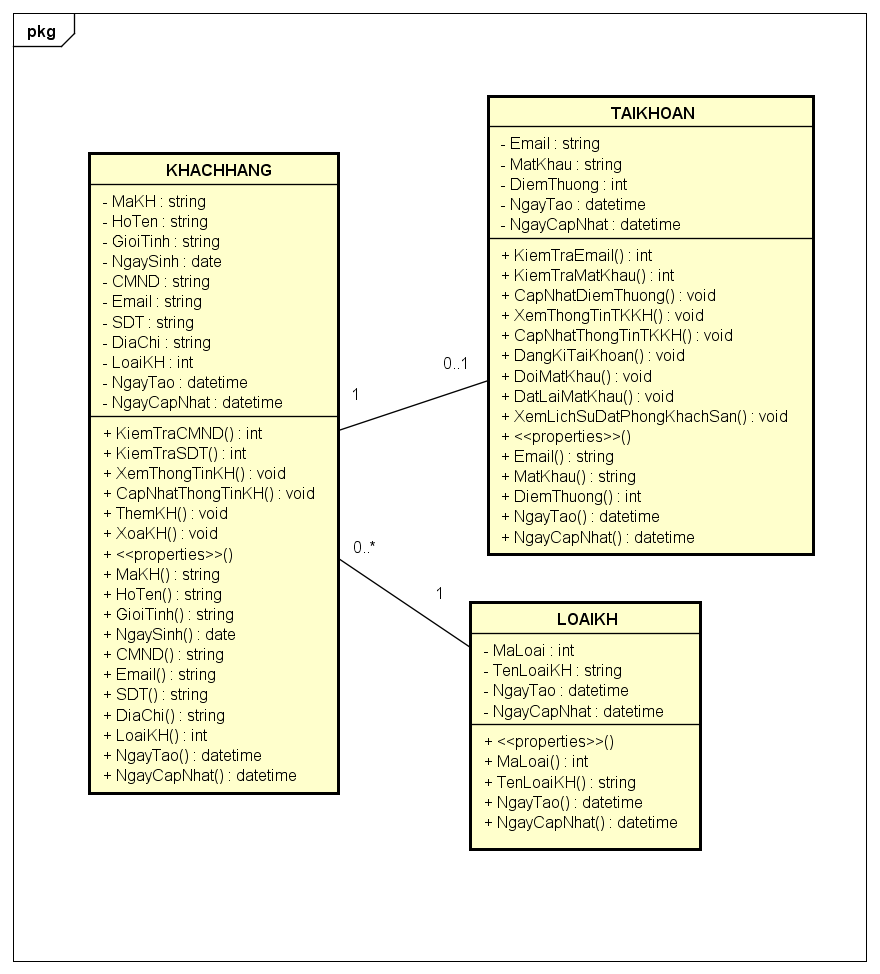 pkg
KHACHHANG
- MaKH : string
- HoTen : string
- GioiTinh : string
- NgaySinh : date
- CMND : string
- Email : string
- SDT : string
- DiaChi : string
- LoaiKH : int
- NgayTao : datetime
- NgayCapNhat : datetime
+ KiemTraCMND() : int
+ KiemTraSDT() : int
+ XemThongTinKH() : void
+ CapNhatThongTinKH() : void
+ ThemKH() : void
+ XoaKH() : void
+ <<properties>>()
+ MaKH() : string
+ HoTen() : string
+ GioiTinh() : string
+ NgaySinh() : date
+ CMND() : string
+ Email() : string
+ SDT() : string
+ DiaChi() : string
+ LoaiKH() : int
+ NgayTao() : datetime
+ NgayCapNhat() : datetime
1
0..1
TAIKHOAN
- Email : string
- MatKhau : string
- DiemThuong : int
- NgayTao : datetime
- NgayCapNhat : datetime
+ KiemTraEmail() : int
+ KiemTraMatKhau() : int
+ CapNhatDiemThuong() : void
+ XemThongTinTKKH() : void
+ CapNhatThongTinTKKH() : void
+ DangKiTaiKhoan() : void
+ DoiMatKhau() : void
+ DatLaiMatKhau() : void
+ XemLichSuDatPhongKhachSan() : void
+ <<properties>>()
+ Email() : string
+ MatKhau() : string
+ DiemThuong() : int
+ NgayTao() : datetime
+ NgayCapNhat() : datetime
0..*
1
LOAIKH
- MaLoai : int
- TenLoaiKH : string
- NgayTao : datetime
- NgayCapNhat : datetime
+ <<properties>>()
+ MaLoai() : int
+ TenLoaiKH() : string
+ NgayTao() : datetime
+ NgayCapNhat() : datetime